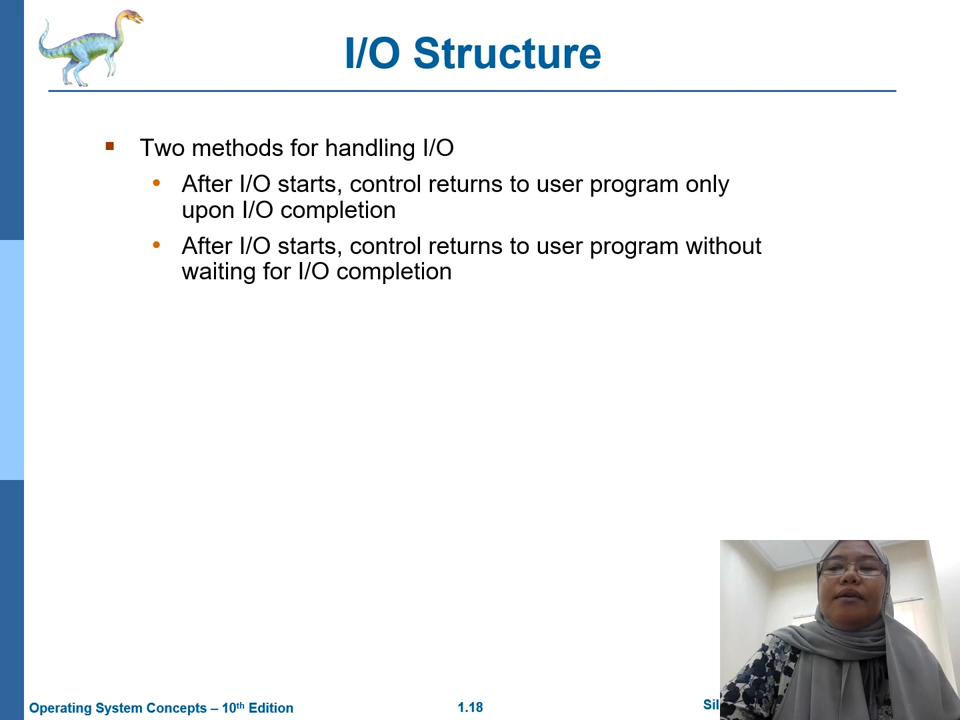 I/O Structure
Two methods for handling I/O
After I/O starts, control returns to user program only
upon I/O completion
After I/O starts, control returns to user program without
waiting for I/O completion
Operating System Concepts – 10th Edition
1.18